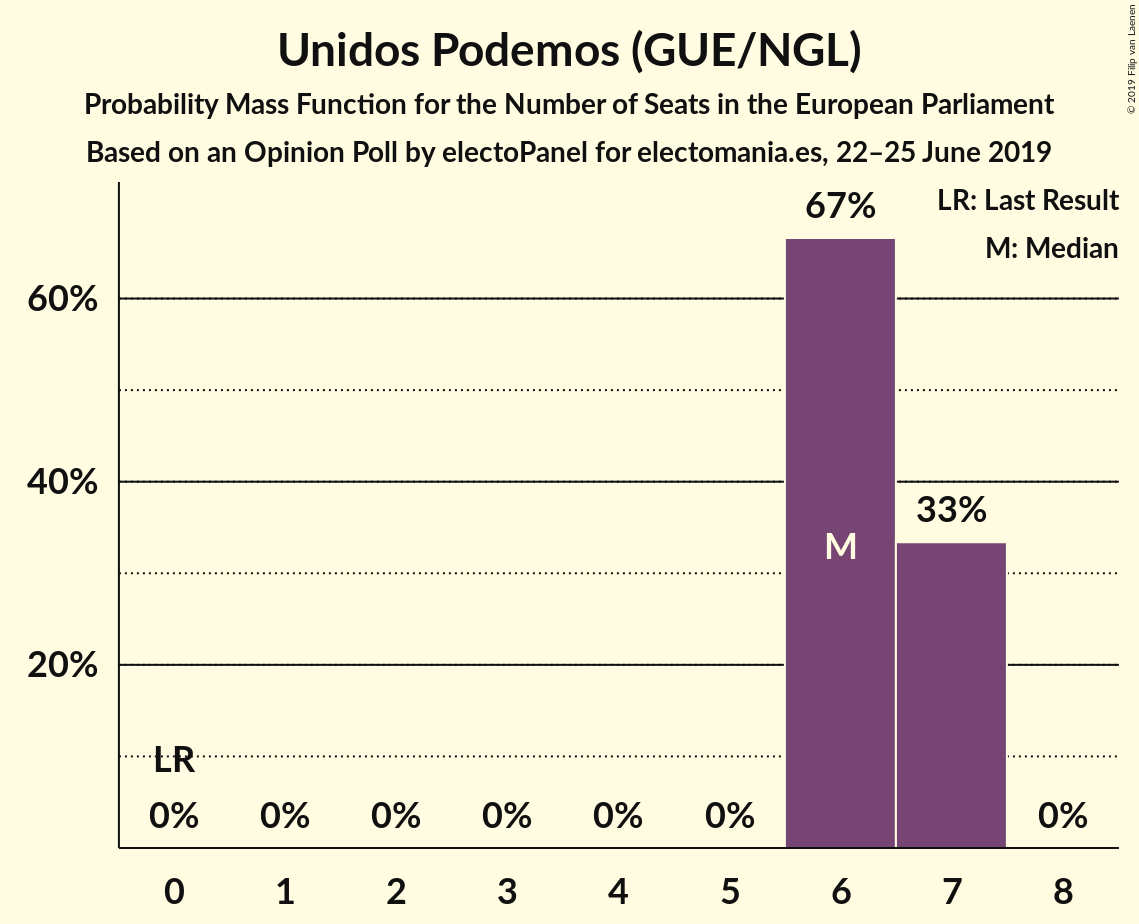 Unidos Podemos (GUE/NGL)
Probability Mass Function for the Number of Seats in the European Parliament
Based on an Opinion Poll by electoPanel for electomania.es, 22–25 June 2019
© 2019 Filip van Laenen
LR: Last Result
M: Median
67%
60%
40%
33%
M
20%
LR
0% 0% 0% 0% 0% 0% 0%
0 1 2 3 4 5 6 7 8